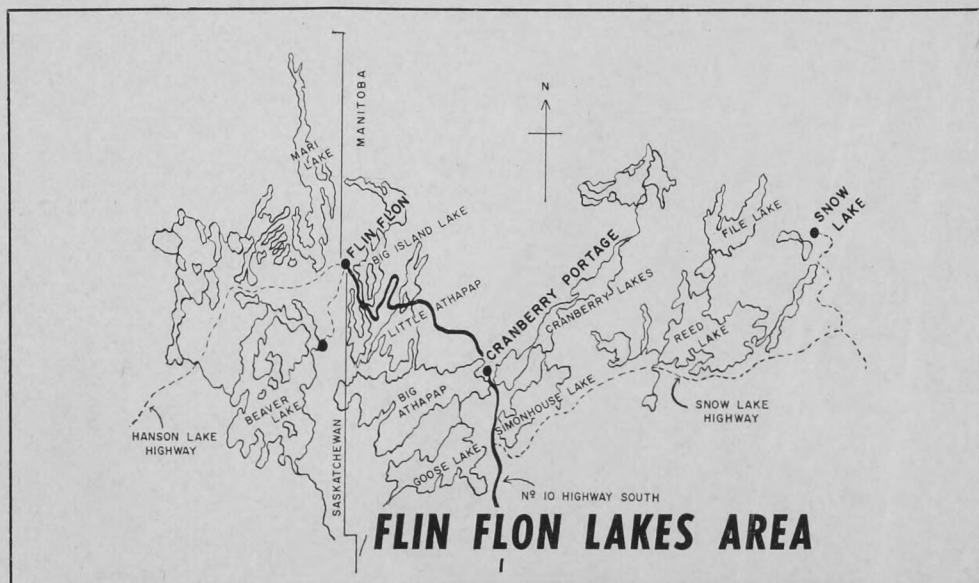 MANITOBA
N
MARI
LAKE
FLIN FLON
BIG ISLAND LAKE
LITTLE ATHAPAP
CRANBERRY PORTAGE
CRANBERRY LAKES
FILE LAKE
SNOW
LAKE
REED
LAKE
BIG
ATHAPAP
SIMONHOUSE LAKE
BEAVER
LAKE
GOOSE LAKE
SNOW LAKE
HIGHWAY
HANSON LAKE
HIGHWAY
SASKATCHEWAN
Nº 10 HIGHWAY SOUTH
FLIN FLON LAKES AREA